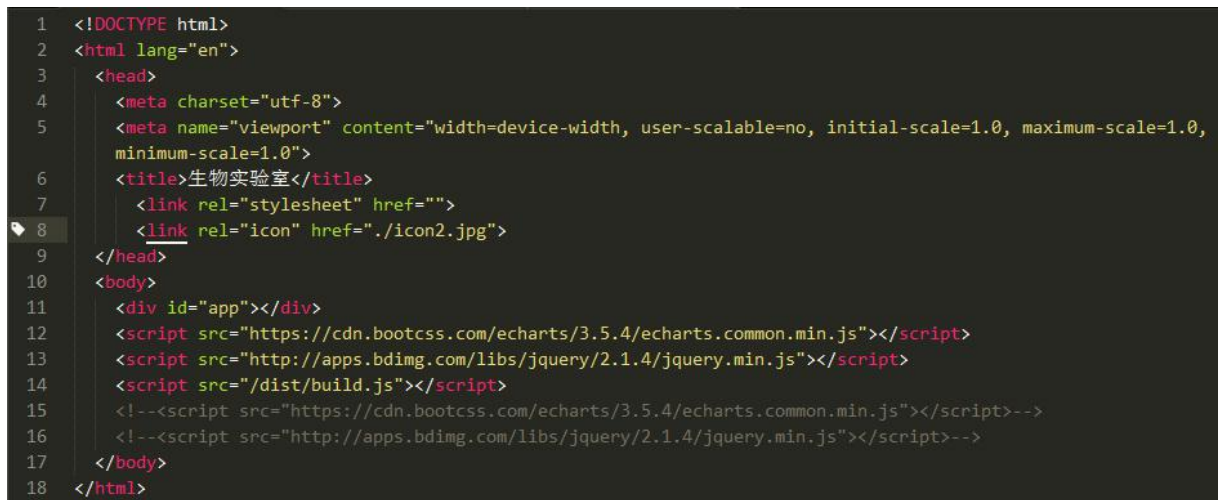 1 <!DOCTYPE html>
2 <html lang="en">
3 <head>
4 <meta charset="utf-8">
5 <meta name="viewport" content="width=device-width, user-scalable=no, initial-scale=1.0, maximum-scale=1.0,
minimum-scale=1.0">
6 <title>生物实验室</title>
7 <link rel="stylesheet" href="">
8 <link rel="icon" href="./icon2.jpg">
9 </head>
10 <body>
11 <div id="app"></div>
12 <script src="https://cdn.bootcss.com/echarts/3.5.4/echarts.common.min.js"></script>
13 <script src="http://apps.bdimg.com/libs/jquery/2.1.4/jquery.min.js"></script>
14 <script src="/dist/build.js"></script>
15 <!--<script src="https://cdn.bootcss.com/echarts/3.5.4/echarts.common.min.js"></script>-->
16 <!--<script src="http://apps.bdimg.com/libs/jquery/2.1.4/jquery.min.js"></script>-->
17 </body>
18 </html>